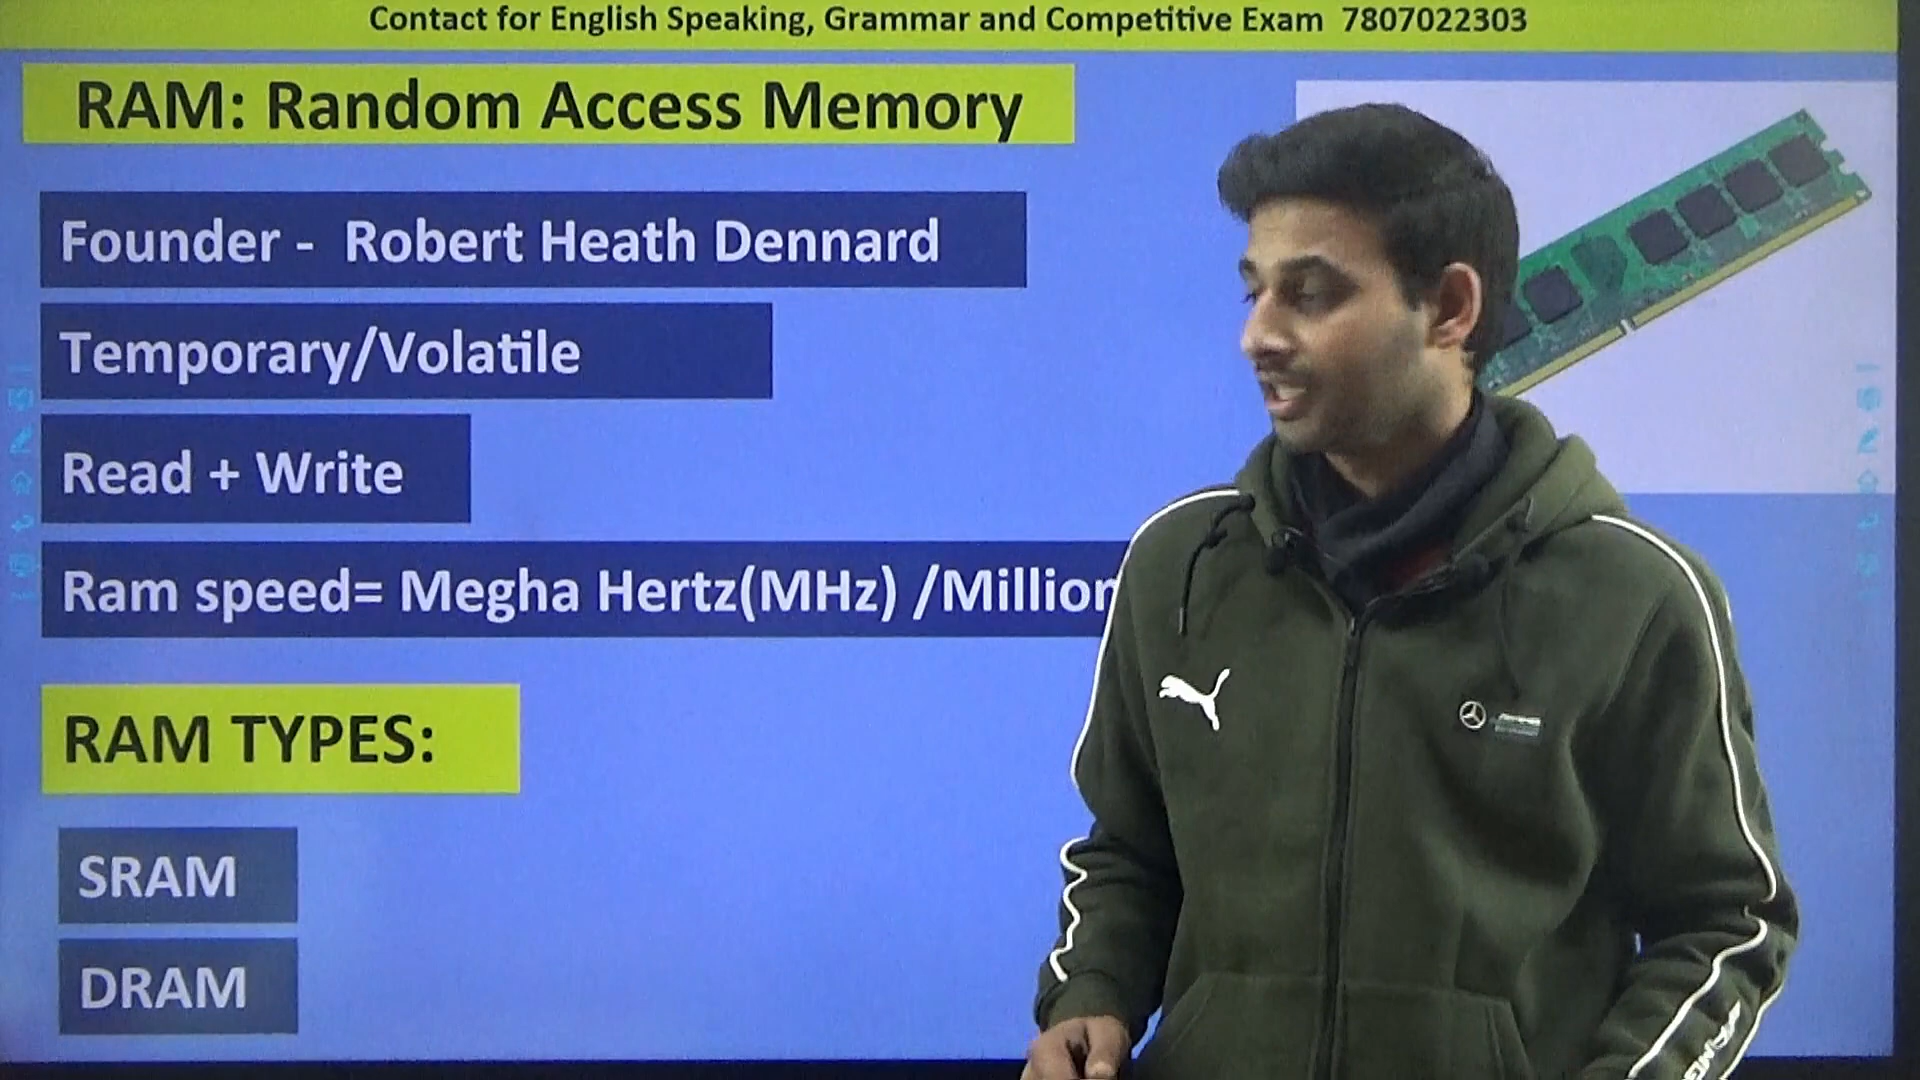 Contact for English Speaking, Grammar and Competitive Exam 7807022303
RAM: Random Access Memory
Founder - Robert Heath Dennard
Temporary/Volatile
Read + Write
Ram speed= Megha Hertz(MHz) /Million
RAM TYPES:
SRAM
DRAM